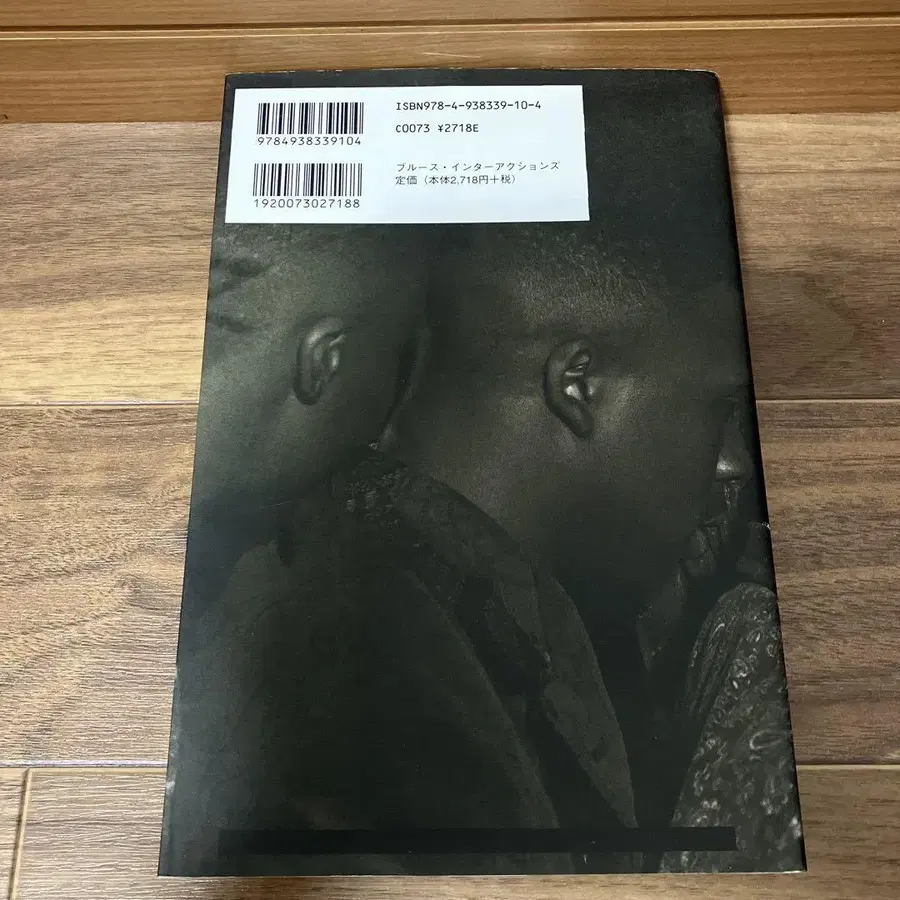 ISBN978-4-938339-10-4
C0073 ¥2718E
9784938339104
ブルース・インターアクションズ
定価（本体2,718円+税）
1920073027188